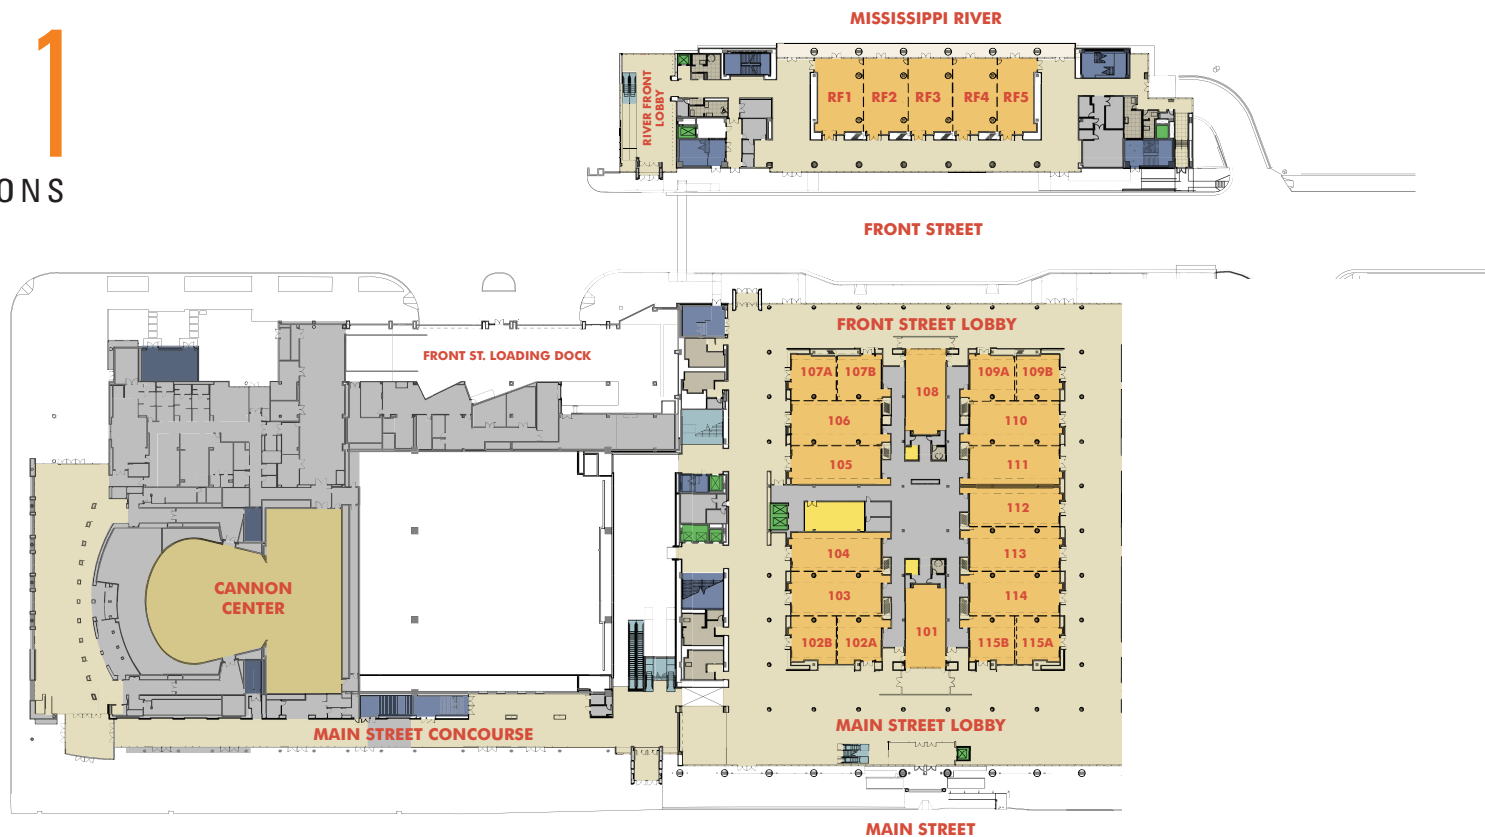 1
ONS
MISSISSIPPI RIVER
RIVER FRONT
LOBBY
RF1 RF2 RF3 RF4 RF5
FRONT STREET
FRONT STREET LOBBY
FRONT ST. LOADING DOCK
107A 107B 108 109A 109B
106 110
105 111
112
104 113
103 114
102B 102A 101 115B 115A
CANNON
CENTER
MAIN STREET CONCOURSE
MAIN STREET LOBBY
MAIN STREET